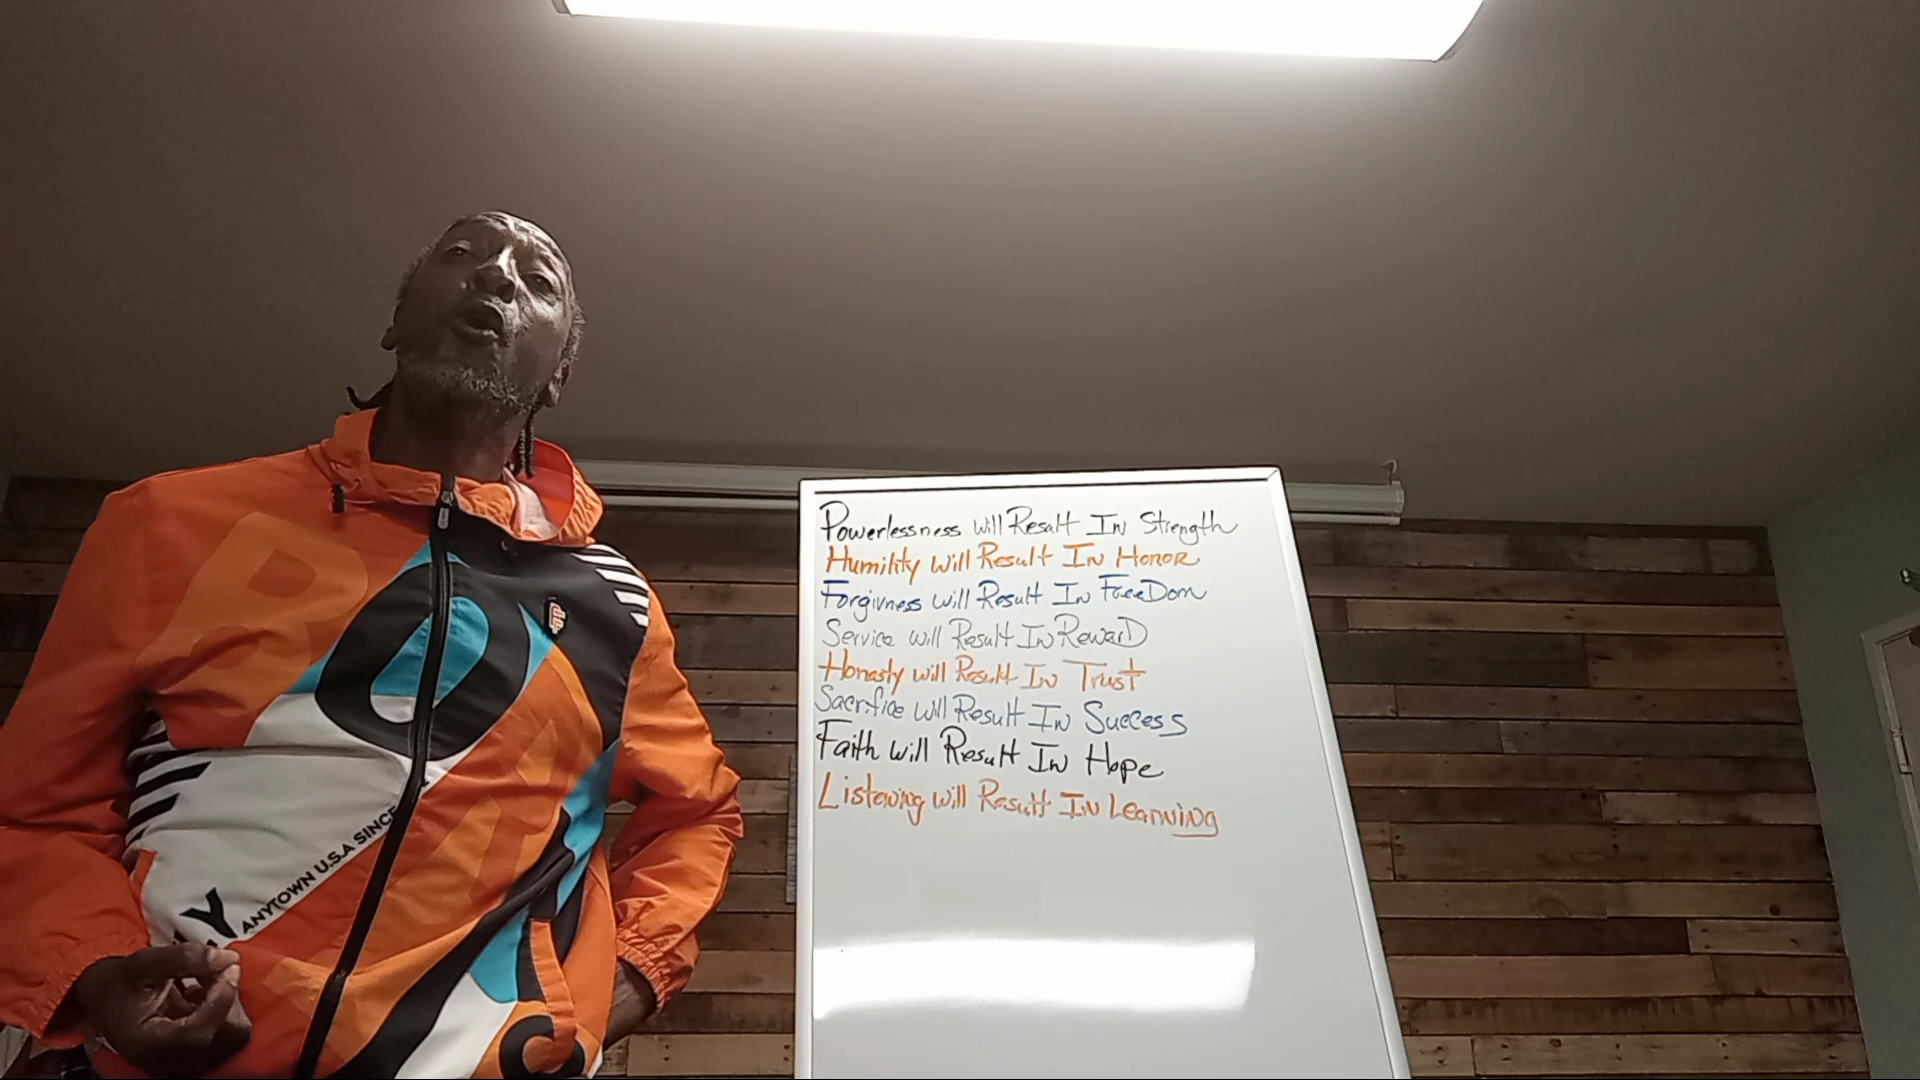 Powerlessness will Result In Strength
Humility will Result In Honor
Forgivness will Result In FreeDom
Service will Result In RewarD
Honasty will Result In Trust
Sacrifice will Result In Success
Faith will Result In Hope
Listening will Result In Learning
ANYTOWN U.S.A SINCE